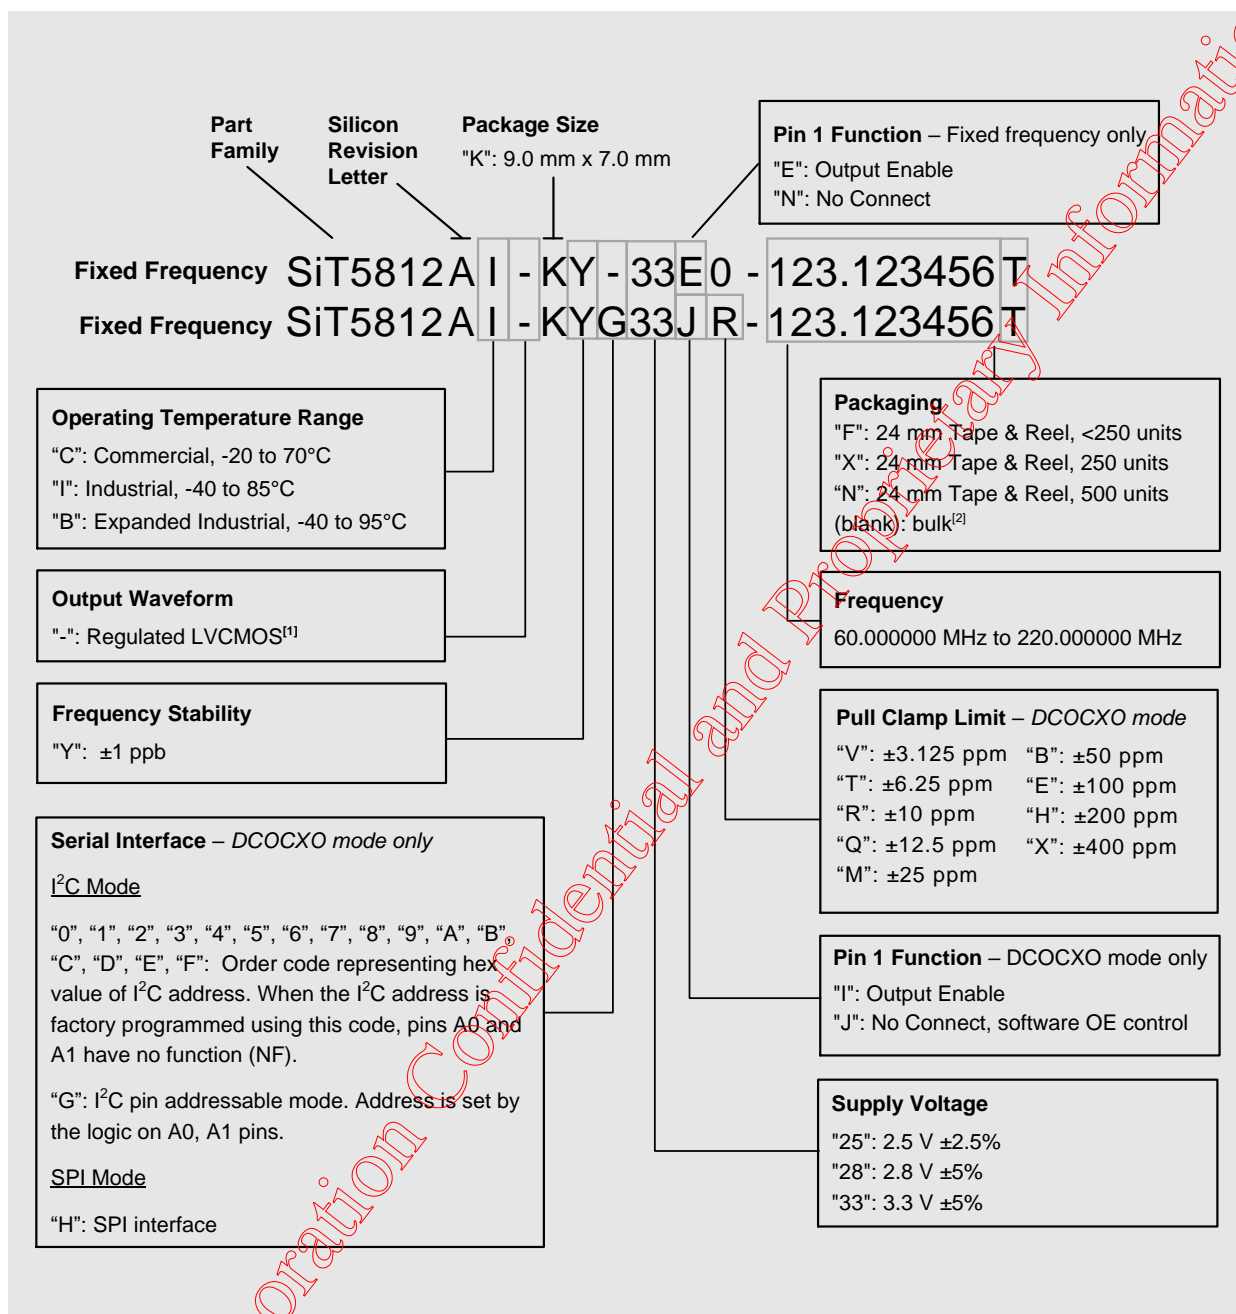 Part
Family
Silicon
Revision
Letter
Package Size
"K": 9.0 mm x 7.0 mm
Pin 1 Function – Fixed frequency only
"E": Output Enable
"N": No Connect
Fixed Frequency SiT5812AI-KY-33E0-123.123456T
Fixed Frequency SiT5812AI-KYG33JR-123.123456T
Operating Temperature Range
“C”: Commercial, -20 to 70°C
"I": Industrial, -40 to 85°C
"B": Expanded Industrial, -40 to 95°C
Output Waveform
"-": Regulated LVCMOS[1]
Frequency Stability
"Y": ±1 ppb
Serial Interface – DCOCXO mode only
I2C Mode
“0”, “1”, “2”, “3”, “4”, “5”, “6”, “7”, “8”, “9”, “A”, “B”,
“C”, “D”, “E”, “F”: Order code representing hex
value of I2C address. When the I2C address is
factory programmed using this code, pins A0 and
A1 have no function (NF).
“G”: I2C pin addressable mode. Address is set by
the logic on A0, A1 pins.
SPI Mode
“H”: SPI interface
Packaging
"F": 24 mm Tape & Reel, <250 units
"X": 24 mm Tape & Reel, 250 units
“N”: 24 mm Tape & Reel, 500 units
(blank): bulk[2]
Frequency
60.000000 MHz to 220.000000 MHz
Pull Clamp Limit – DCOCXO mode
“V”: ±3.125 ppm “B”: ±50 ppm
“T”: ±6.25 ppm “E”: ±100 ppm
“R”: ±10 ppm “H”: ±200 ppm
“Q”: ±12.5 ppm “X”: ±400 ppm
“M”: ±25 ppm
Pin 1 Function – DCOCXO mode only
"I": Output Enable
"J": No Connect, software OE control
Supply Voltage
"25": 2.5 V ±2.5%
"28": 2.8 V ±5%
"33": 3.3 V ±5%
oration Confidential and Proprietary Informatio